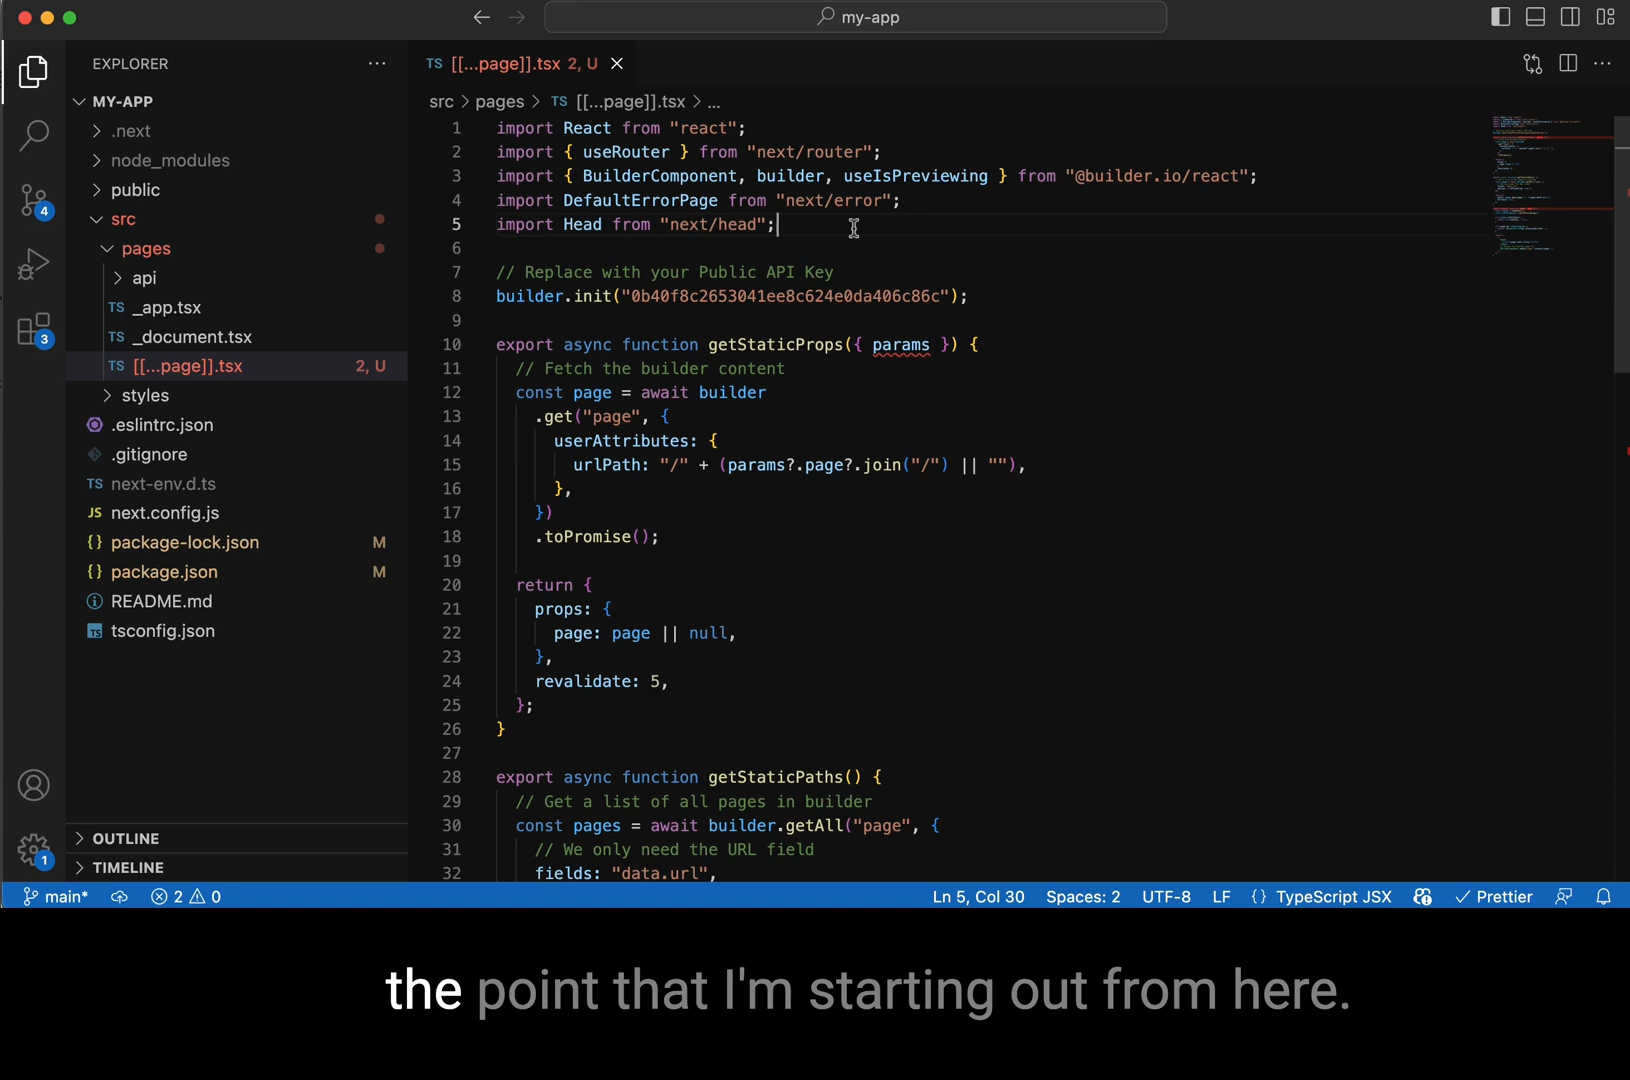 my-app
EXPLORER
MY-APP
.next
node_modules
public
src
pages
api
TS _app.tsx
TS _document.tsx
TS [[...page]].tsx 2, U
styles
.eslintrc.json
.gitignore
TS next-env.d.ts
JS next.config.js
{} package-lock.json M
{} package.json M
README.md
TS tsconfig.json
OUTLINE
TIMELINE
4
3
1
TS [[...page]].tsx 2, U
src > pages > TS [[...page]].tsx > ...
1 import React from "react";
2 import { useRouter } from "next/router";
3 import { BuilderComponent, builder, useIsPreviewing } from "@builder.io/react";
4 import DefaultErrorPage from "next/error";
5 import Head from "next/head";
6
7 // Replace with your Public API Key
8 builder.init("0b40f8c2653041ee8c624e0da406c86c");
9
10 export async function getStaticProps({ params }) {
11 // Fetch the builder content
12 const page = await builder
13 .get("page", {
14 userAttributes: {
15 urlPath: "/" + (params?.page?.join("/") || ""),
16 },
17 })
18 .toPromise();
19
20 return {
21 props: {
22 page: page || null,
23 },
24 revalidate: 5,
25 };
26 }
27
28 export async function getStaticPaths() {
29 // Get a list of all pages in builder
30 const pages = await builder.getAll("page", {
31 // We only need the URL field
32 fields: "data.url",
main* 2 0 Ln 5, Col 30 Spaces: 2 UTF-8 LF {} TypeScript JSX Prettier
the point that I'm starting out from here.